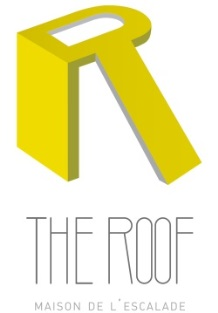 R
THE ROOF
MAISON DE L'ESCALADE